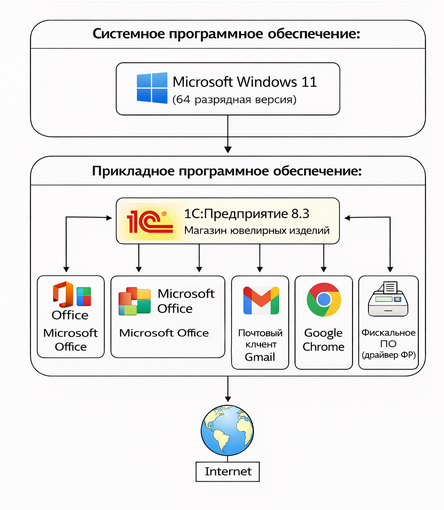 Системное программное обеспечение:
Microsoft Windows 11
(64 разрядная версия)
Прикладное программное обеспечение:
1С® 1С:Предприятие 8.3
Магазин ювелирных изделий
Office
Microsoft
Office
Microsoft
Office
Microsoft Office
Почтовый
клчент
Gmail
Google
Chrome
Фискальное
ПО
(драйвер ФР)
Internet